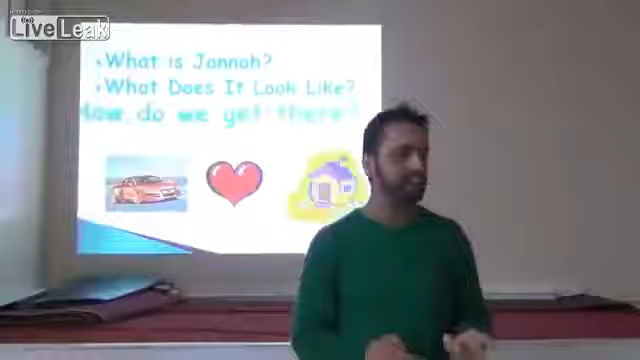 LiveLeak
What is Jannah?
What Does It Look Like?
How do we get there?